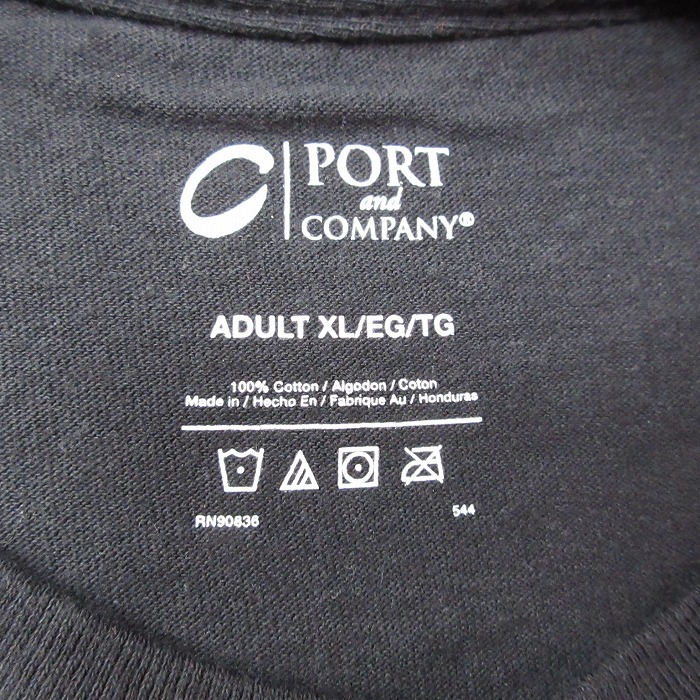 PORT
and
COMPANY®
ADULT XL/EG/TG
100% Cotton / Algodon / Coton
Made in / Hecho En / Fabrique Au / Honduras
RN90836 544